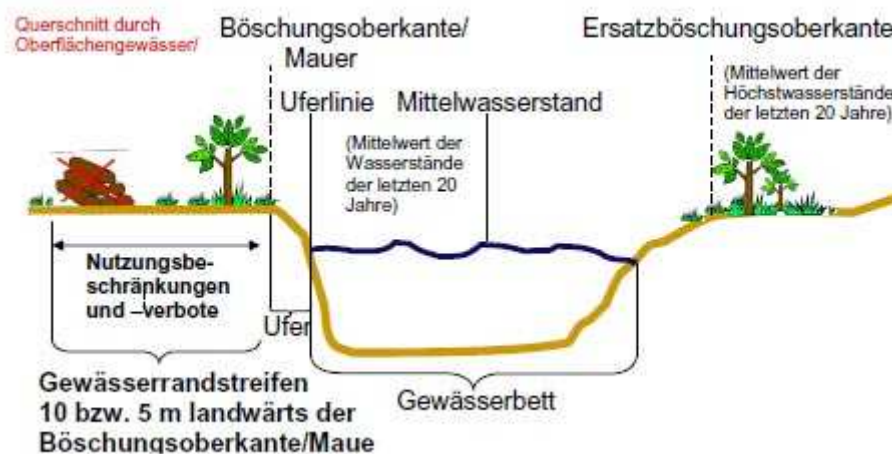 Querschnitt durch
Oberflächengewässer/
Böschungsoberkante/
Mauer
Ersatzböschungsoberkante
(Mittelwert der
Höchstwasserstände
der letzten 20 Jahre)
Uferlinie
Mittelwasserstand
(Mittelwert der
Wasserstände
der letzten 20
Jahre)
Nutzungsbe-
schränkungen
und –verbote
Ufer
Gewässerrandstreifen
10 bzw. 5 m landwärts der
Böschungsoberkante/Maue
Gewässerbett